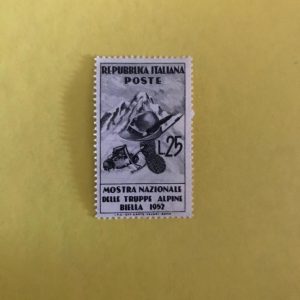 REPUBBLICA ITALIANA
POSTE
L.25
MOSTRA NAZIONALE
DELLE TRUPPE ALPINE
BIELLA 1952